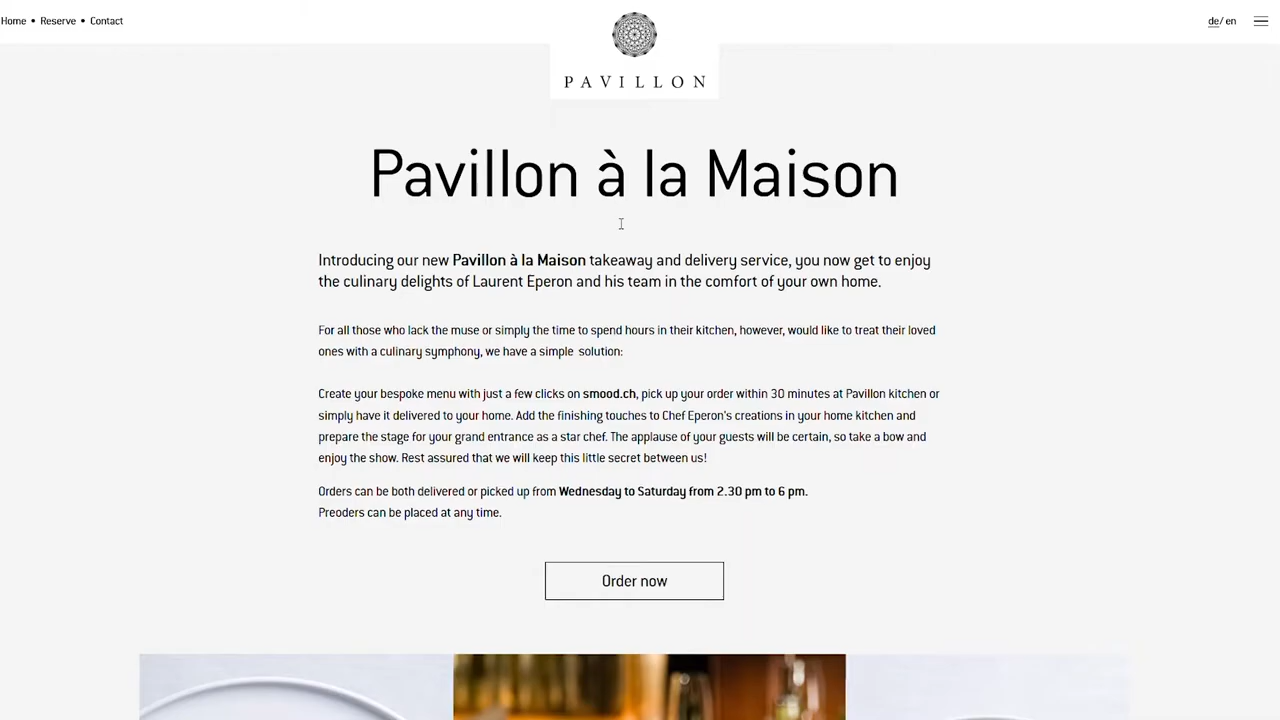 Home • Reserve • Contact
de/ en
PAVILLON
Pavillon à la Maison
Introducing our new Pavillon à la Maison takeaway and delivery service, you now get to enjoy
the culinary delights of Laurent Eperon and his team in the comfort of your own home.
For all those who lack the muse or simply the time to spend hours in their kitchen, however, would like to treat their loved
ones with a culinary symphony, we have a simple solution:
Create your bespoke menu with just a few clicks on smood.ch, pick up your order within 30 minutes at Pavillon kitchen or
simply have it delivered to your home. Add the finishing touches to Chef Eperon's creations in your home kitchen and
prepare the stage for your grand entrance as a star chef. The applause of your guests will be certain, so take a bow and
enjoy the show. Rest assured that we will keep this little secret between us!
Orders can be both delivered or picked up from Wednesday to Saturday from 2.30 pm to 6 pm.
Preoders can be placed at any time.
Order now